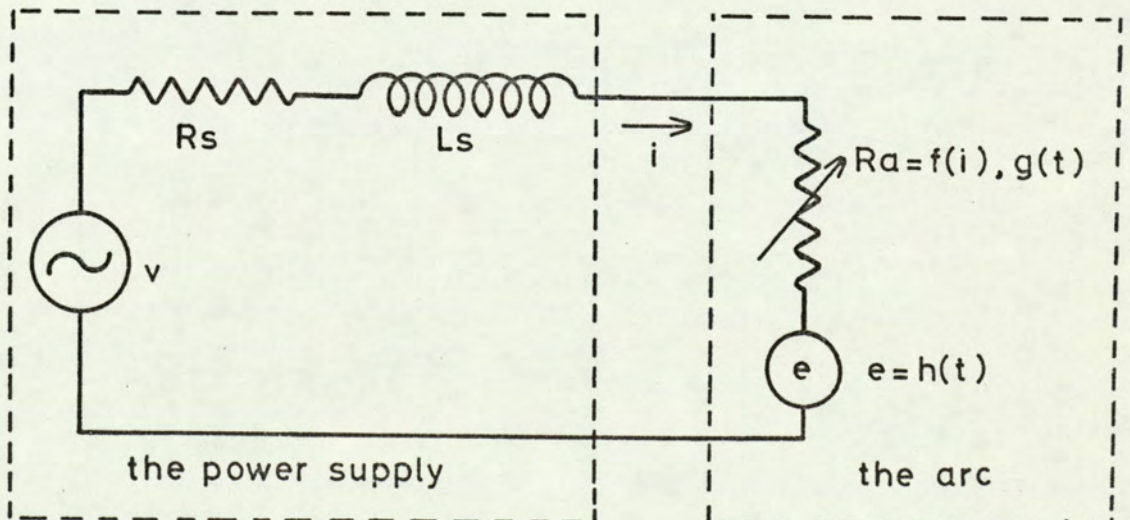 Rs
Ls
i
Ra=f(i), g(t)
v
e
e=h(t)
the power supply
the arc